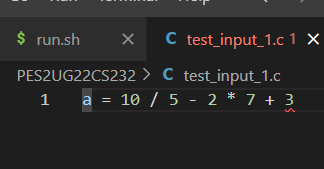 $ run.sh × C test_input_1.c 1 ×
PES2UG22CS232 > C test_input_1.c
1 a = 10 / 5 - 2 * 7 + 3